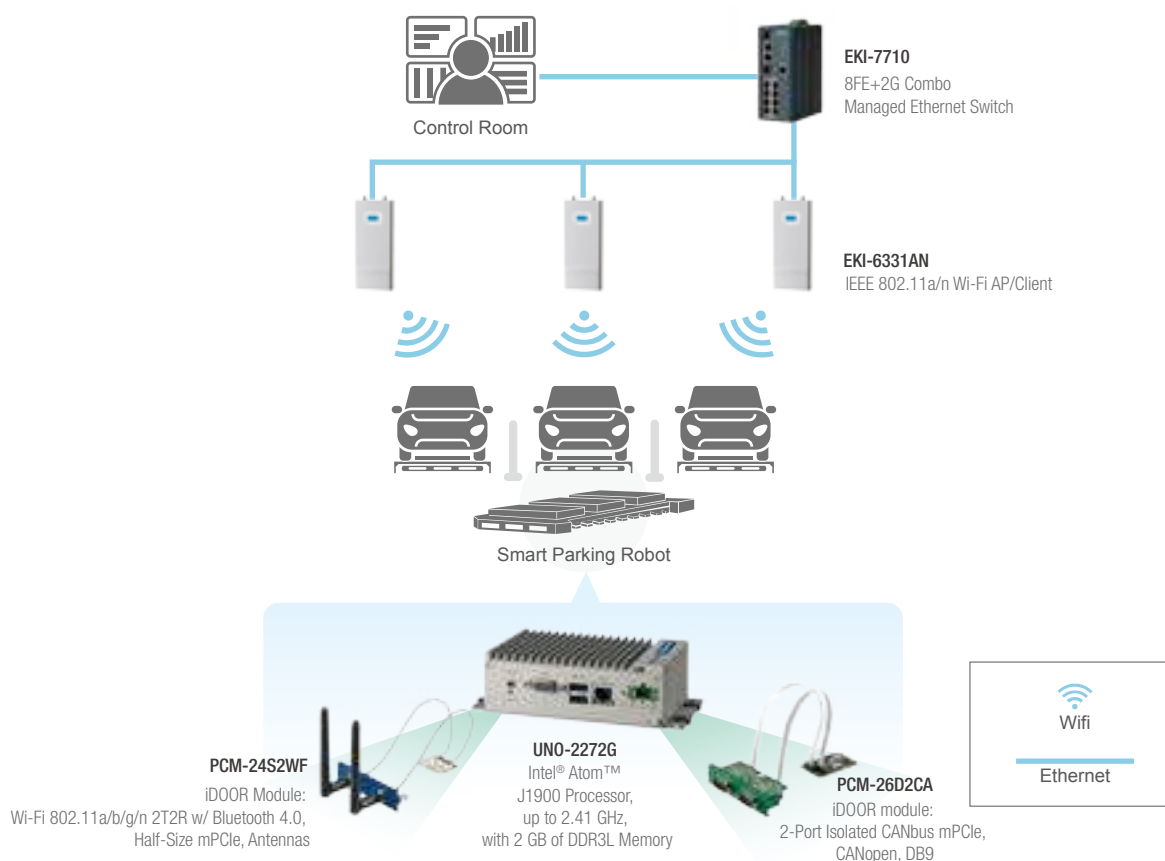 Control Room
EKI-7710
8FE+2G Combo
Managed Ethernet Switch
EKI-6331AN
IEEE 802.11a/n Wi-Fi AP/Client
Smart Parking Robot
PCM-24S2WF
iDOOR Module:
Wi-Fi 802.11a/b/g/n 2T2R w/ Bluetooth 4.0,
Half-Size mPCIe, Antennas
UNO-2272G
Intel® Atom™
J1900 Processor,
up to 2.41 GHz,
with 2 GB of DDR3L Memory
PCM-26D2CA
iDOOR module:
2-Port Isolated CANbus mPCIe,
CANopen, DB9
Wifi
Ethernet